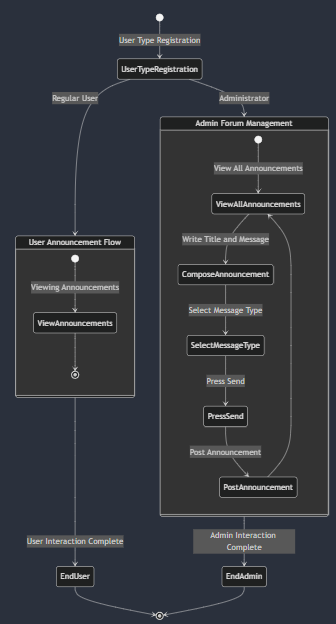 User Type Registration
UserTypeRegistration
Regular User
Administrator
Admin Forum Management
View All Announcements
ViewAllAnnouncements
Write Title and Message
User Announcement Flow
Viewing Announcements
ComposeAnnouncement
Select Message Type
ViewAnnouncements
SelectMessageType
Press Send
PressSend
Post Announcement
PostAnnouncement
User Interaction Complete
Admin Interaction
Complete
EndUser
EndAdmin